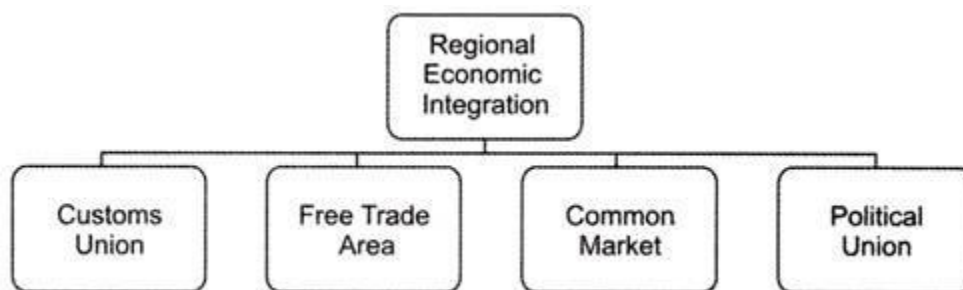 Regional
Economic
Integration
Customs
Union
Free Trade
Area
Common
Market
Political
Union